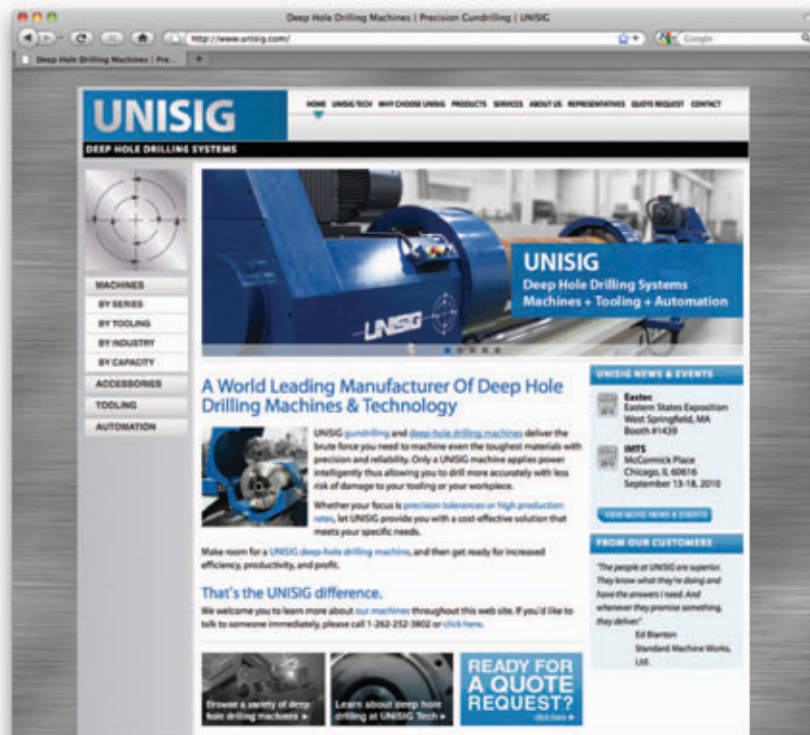 Deep Hole Drilling Machines | Precision Gundrilling | UNISIG
http://www.unisig.com/
Google
Deep Hole Drilling Machines | Pre...
UNISIG
HOME UNISIG TECH WHY CHOOSE UNISIG PRODUCTS SERVICES ABOUT US REPRESENTATIVES QUOTE REQUEST CONTACT
DEEP HOLE DRILLING SYSTEMS
MACHINES
BY SERIES
BY TOOLING
BY INDUSTRY
BY CAPACITY
ACCESSORIES
TOOLING
AUTOMATION
UNISIG
UNISIG
Deep Hole Drilling Systems
Machines + Tooling + Automation
A World Leading Manufacturer Of Deep Hole
Drilling Machines & Technology
UNISIG gundrilling and deep-hole drilling machines deliver the
brute force you need to machine even the toughest materials with
precision and reliability. Only a UNISIG machine applies power
intelligently thus allowing you to drill more accurately with less
risk of damage to your tooling or your workpiece.
Whether your focus is precision tolerances or high production
rates, let UNISIG provide you with a cost-effective solution that
meets your specific needs.
Make room for a UNISIG deep-hole drilling machine, and then get ready for increased
efficiency, productivity, and profit.
That's the UNISIG difference.
We welcome you to learn more about our machines throughout this web site. If you'd like to
talk to someone immediately, please call 1-262-252-3802 or click here.
Browse a variety of deep
hole drilling machines
Learn about deep hole
drilling at UNISIG Tech
READY FOR
A QUOTE
REQUEST?
click here
UNISIG NEWS & EVENTS
Eastec
Eastern States Exposition
West Springfield, MA
Booth #1439
IMTS
McCormick Place
Chicago, IL 60616
September 13-18, 2010
VIEW MORE NEWS & EVENTS
FROM OUR CUSTOMERS
"The people at UNISIG are superior.
They know what they're doing and
have the answers I need. And
whenever they promise something,
they deliver."
Ed Blanton
Standard Machine Works,
Ltd.